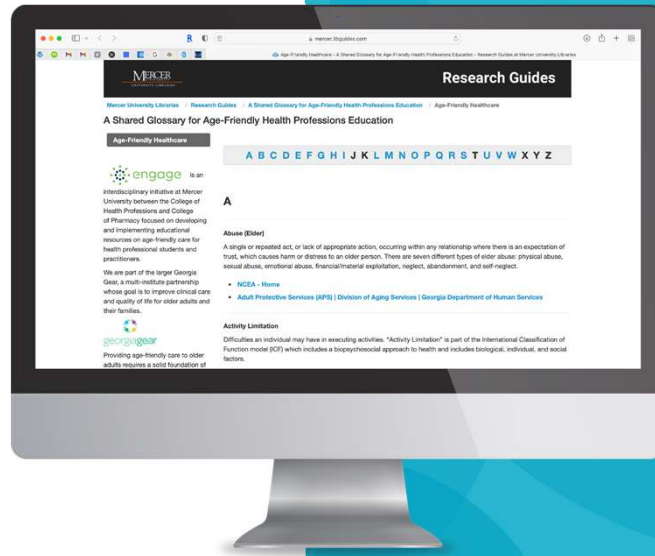 mercer.libguides.com
Age-Friendly Healthcare - A Shared Glossary for Age-Friendly Health Professions Education - Research Guides at Mercer University Libraries
MERCER
UNIVERSITY LIBRARIES
Research Guides
Mercer University Libraries / Research Guides / A Shared Glossary for Age-Friendly Health Professions Education / Age-Friendly Healthcare
A Shared Glossary for Age-Friendly Health Professions Education
Age-Friendly Healthcare
engage is an
interdisciplinary initiative at Mercer
University between the College of
Health Professions and College
of Pharmacy focused on developing
and implementing educational
resources on age-friendly care for
health professional students and
practitioners.
We are part of the larger Georgia
Gear, a multi-institute partnership
whose goal is to improve clinical care
and quality of life for older adults and
their families.
georgiagear
Providing age-friendly care to older
adults requires a solid foundation of
A B C D E F G H I J K L M N O P Q R S T U V W X Y Z
A
Abuse (Elder)
A single or repeated act, or lack of appropriate action, occurring within any relationship where there is an expectation of
trust, which causes harm or distress to an older person. There are seven different types of elder abuse: physical abuse,
sexual abuse, emotional abuse, financial/material exploitation, neglect, abandonment, and self-neglect.
• NCEA - Home
• Adult Protective Services (APS) | Division of Aging Services | Georgia Department of Human Services
Activity Limitation
Difficulties an individual may have in executing activities. "Activity Limitation" is part of the International Classification of
Function model (ICF) which includes a biopsychosocial approach to health and includes biological, individual, and social
factors.